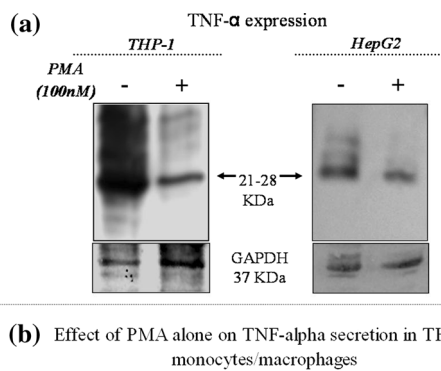 (a) TNF-α expression
THP-1 HepG2
PMA
(100nM) - + - +
21-28
KDa
GAPDH
37 KDa
(b) Effect of PMA alone on TNF-alpha secretion in
monocytes/macrophages